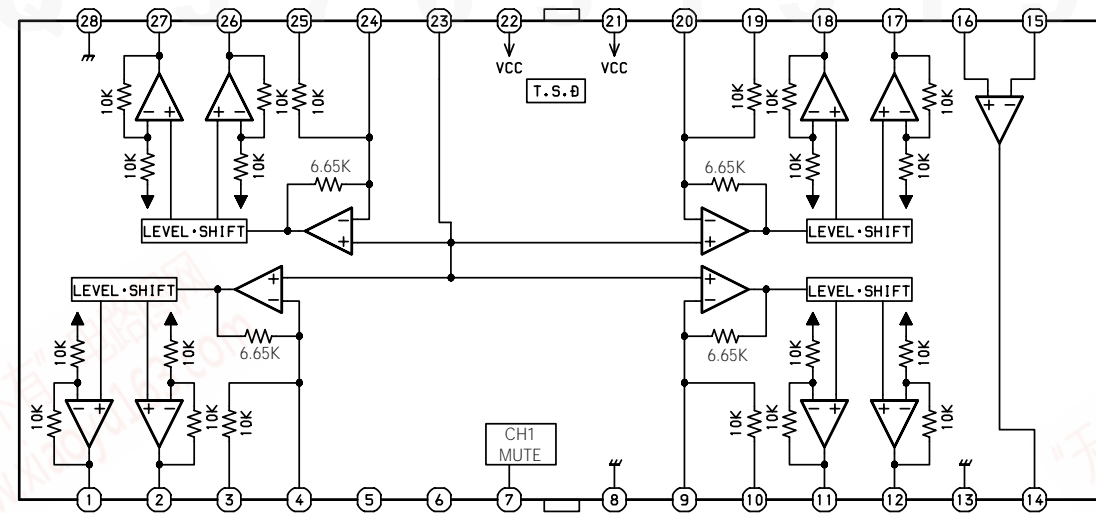 28 27 26 25 24 23 22 21 20 19 18 17 16 15
VCC VCC
T.S.D
10K 10K 10K 10K 10K 10K
10K 10K 10K 10K
6.65K 6.65K
− + − + − + − + + −
LEVEL·SHIFT − − LEVEL·SHIFT
+ +
LEVEL·SHIFT + + LEVEL·SHIFT
− −
6.65K 6.65K
10K 10K 10K 10K
10K 10K 10K 10K 10K 10K
− + + − − + + −
CH1
MUTE
1 2 3 4 5 6 7 8 9 10 11 12 13 14